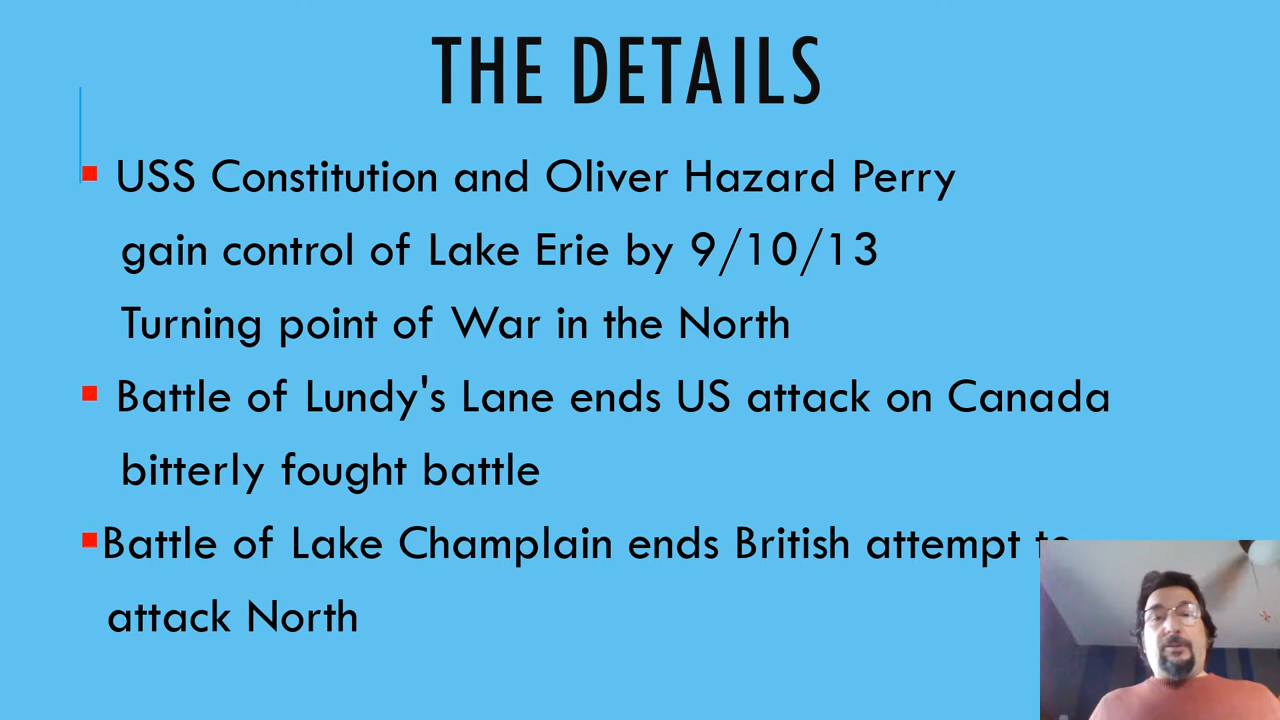 THE DETAILS
USS Constitution and Oliver Hazard Perry
gain control of Lake Erie by 9/10/13
Turning point of War in the North
Battle of Lundy's Lane ends US attack on Canada
bitterly fought battle
Battle of Lake Champlain ends British attempt to
attack North